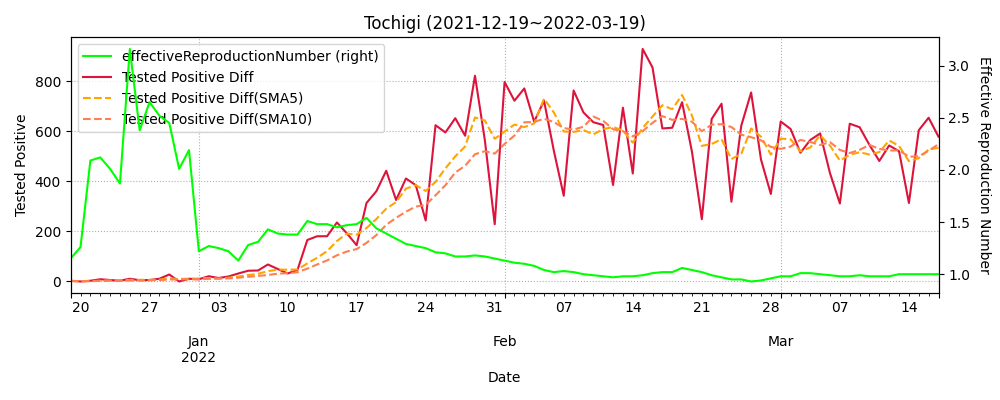 Tochigi (2021-12-19~2022-03-19)
effectiveReproductionNumber (right)
Tested Positive Diff
Tested Positive Diff(SMA5)
Tested Positive Diff(SMA10)
Tested Positive
800
600
400
200
0
3.0
2.5
2.0
1.5
1.0
Effective Reproduction Number
20 27 03 10 17 24 31 07 14 21 28 07 14
Jan Feb Mar
2022
Date